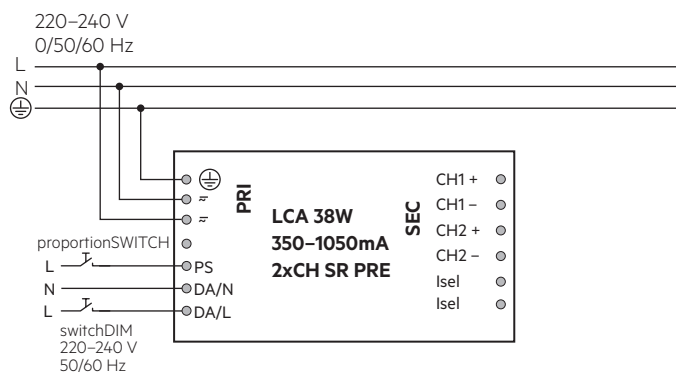 220–240 V
0/50/60 Hz
L
N
PRI
LCA 38W
350–1050mA
2xCH SR PRE
SEC
CH1 +
CH1 –
CH2 +
CH2 –
Isel
Isel
proportionSWITCH
L
PS
N
DA/N
L
DA/L
switchDIM
220–240 V
50/60 Hz